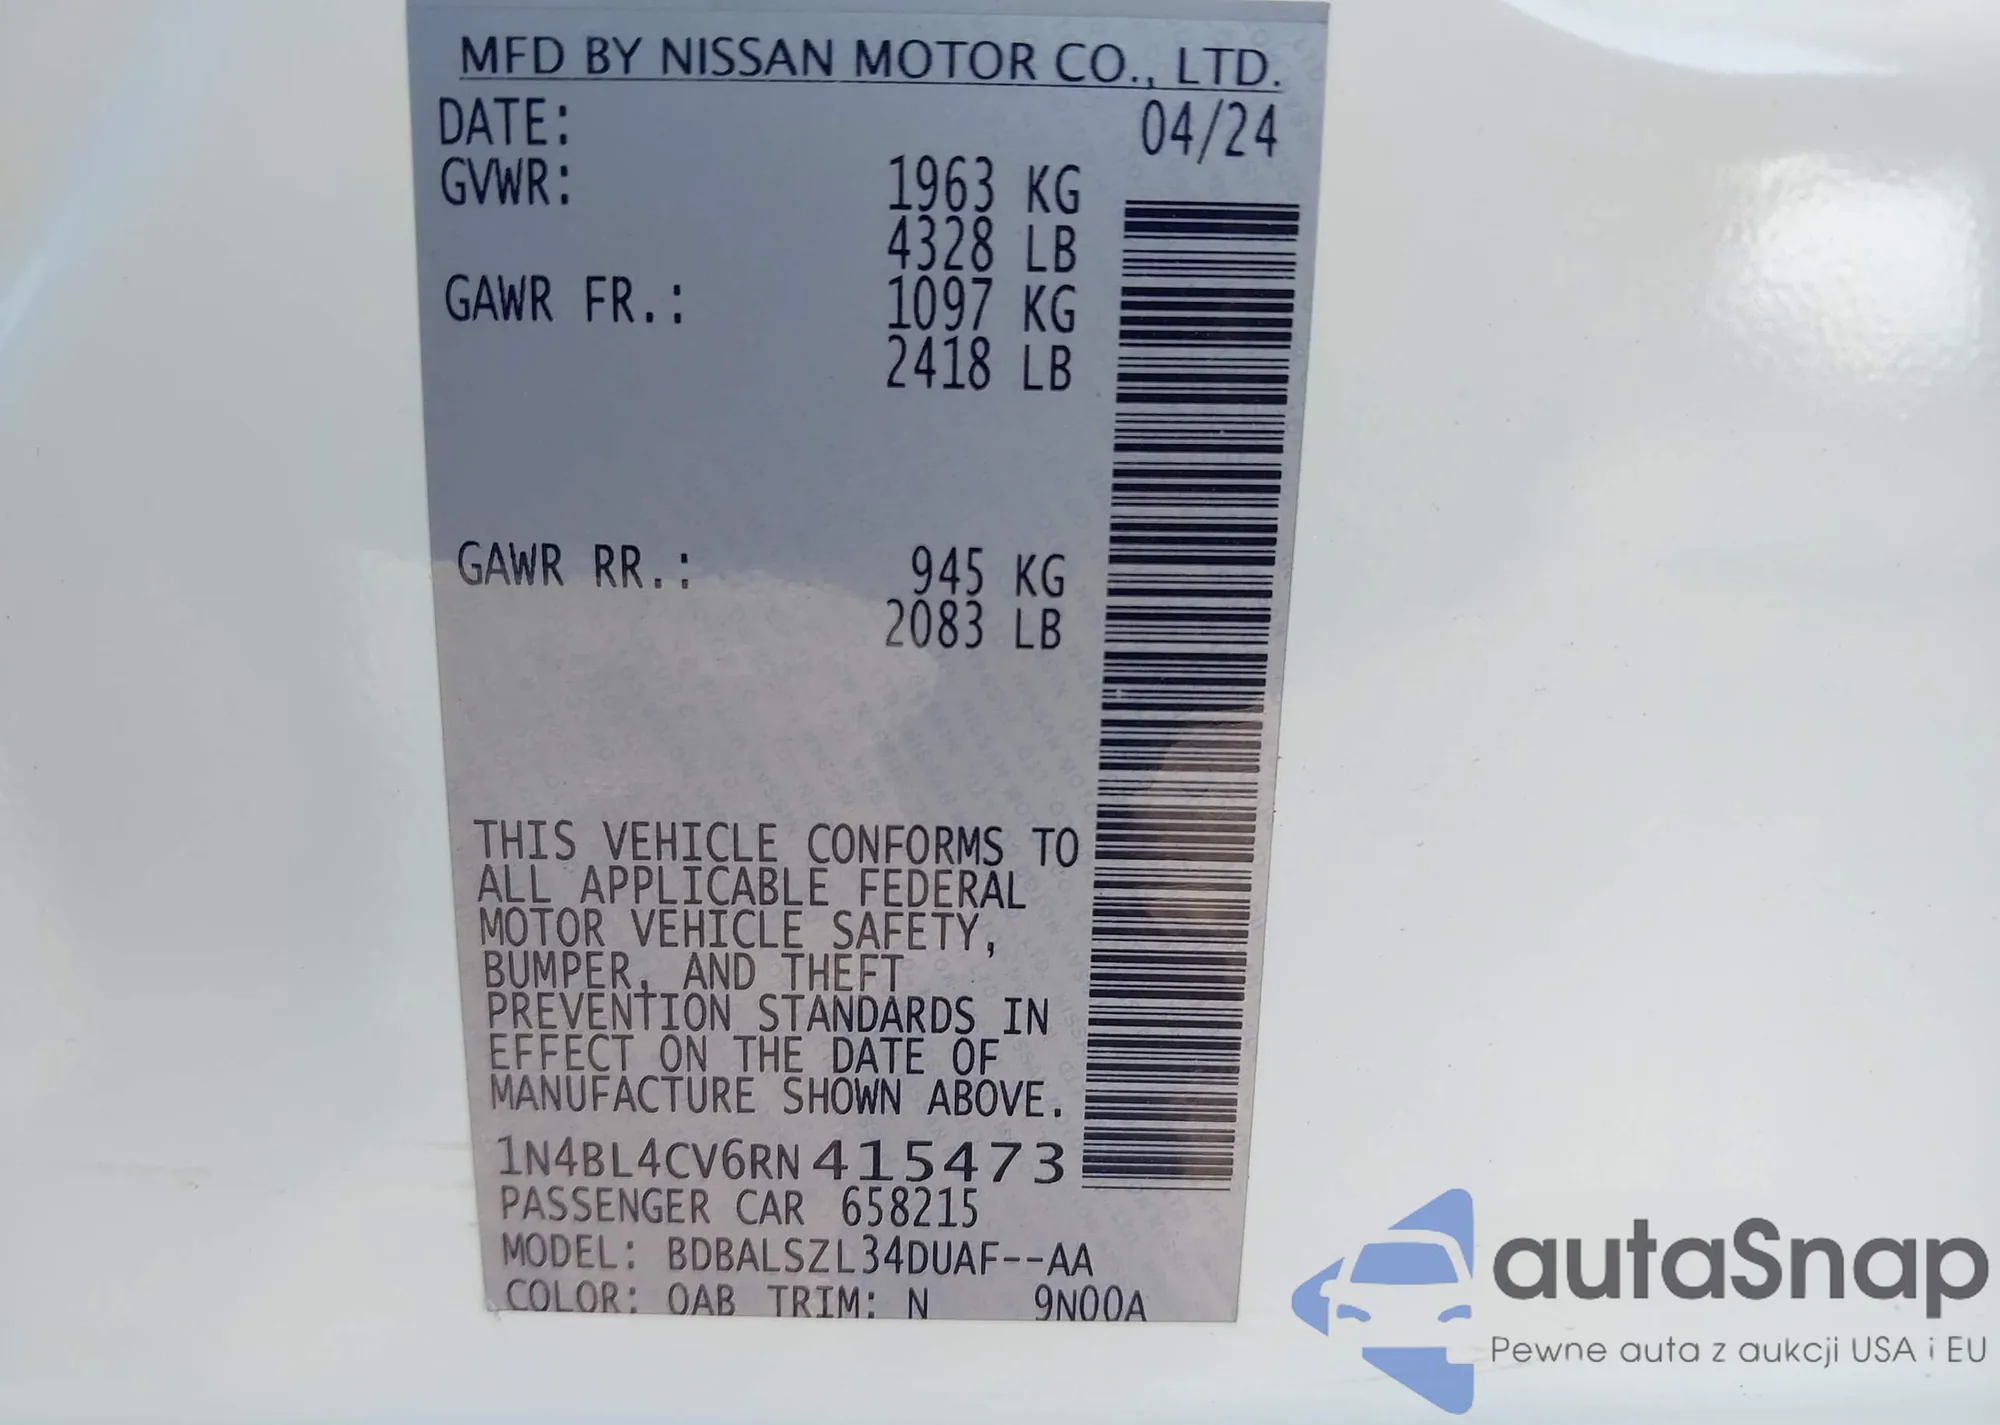 MFD BY NISSAN MOTOR CO., LTD.
DATE: 04/24
GVWR: 1963 KG
4328 LB
GAWR FR.: 1097 KG
2418 LB
GAWR RR.: 945 KG
2083 LB
THIS VEHICLE CONFORMS TO
ALL APPLICABLE FEDERAL
MOTOR VEHICLE SAFETY,
BUMPER, AND THEFT
PREVENTION STANDARDS IN
EFFECT ON THE DATE OF
MANUFACTURE SHOWN ABOVE.
1N4BL4CV6RN415473
PASSENGER CAR 658215
MODEL: BDBALSZL34DUAF--AA
COLOR: QAB TRIM: N 9N00A
autaSnap
Pewne auta z aukcji USA i EU